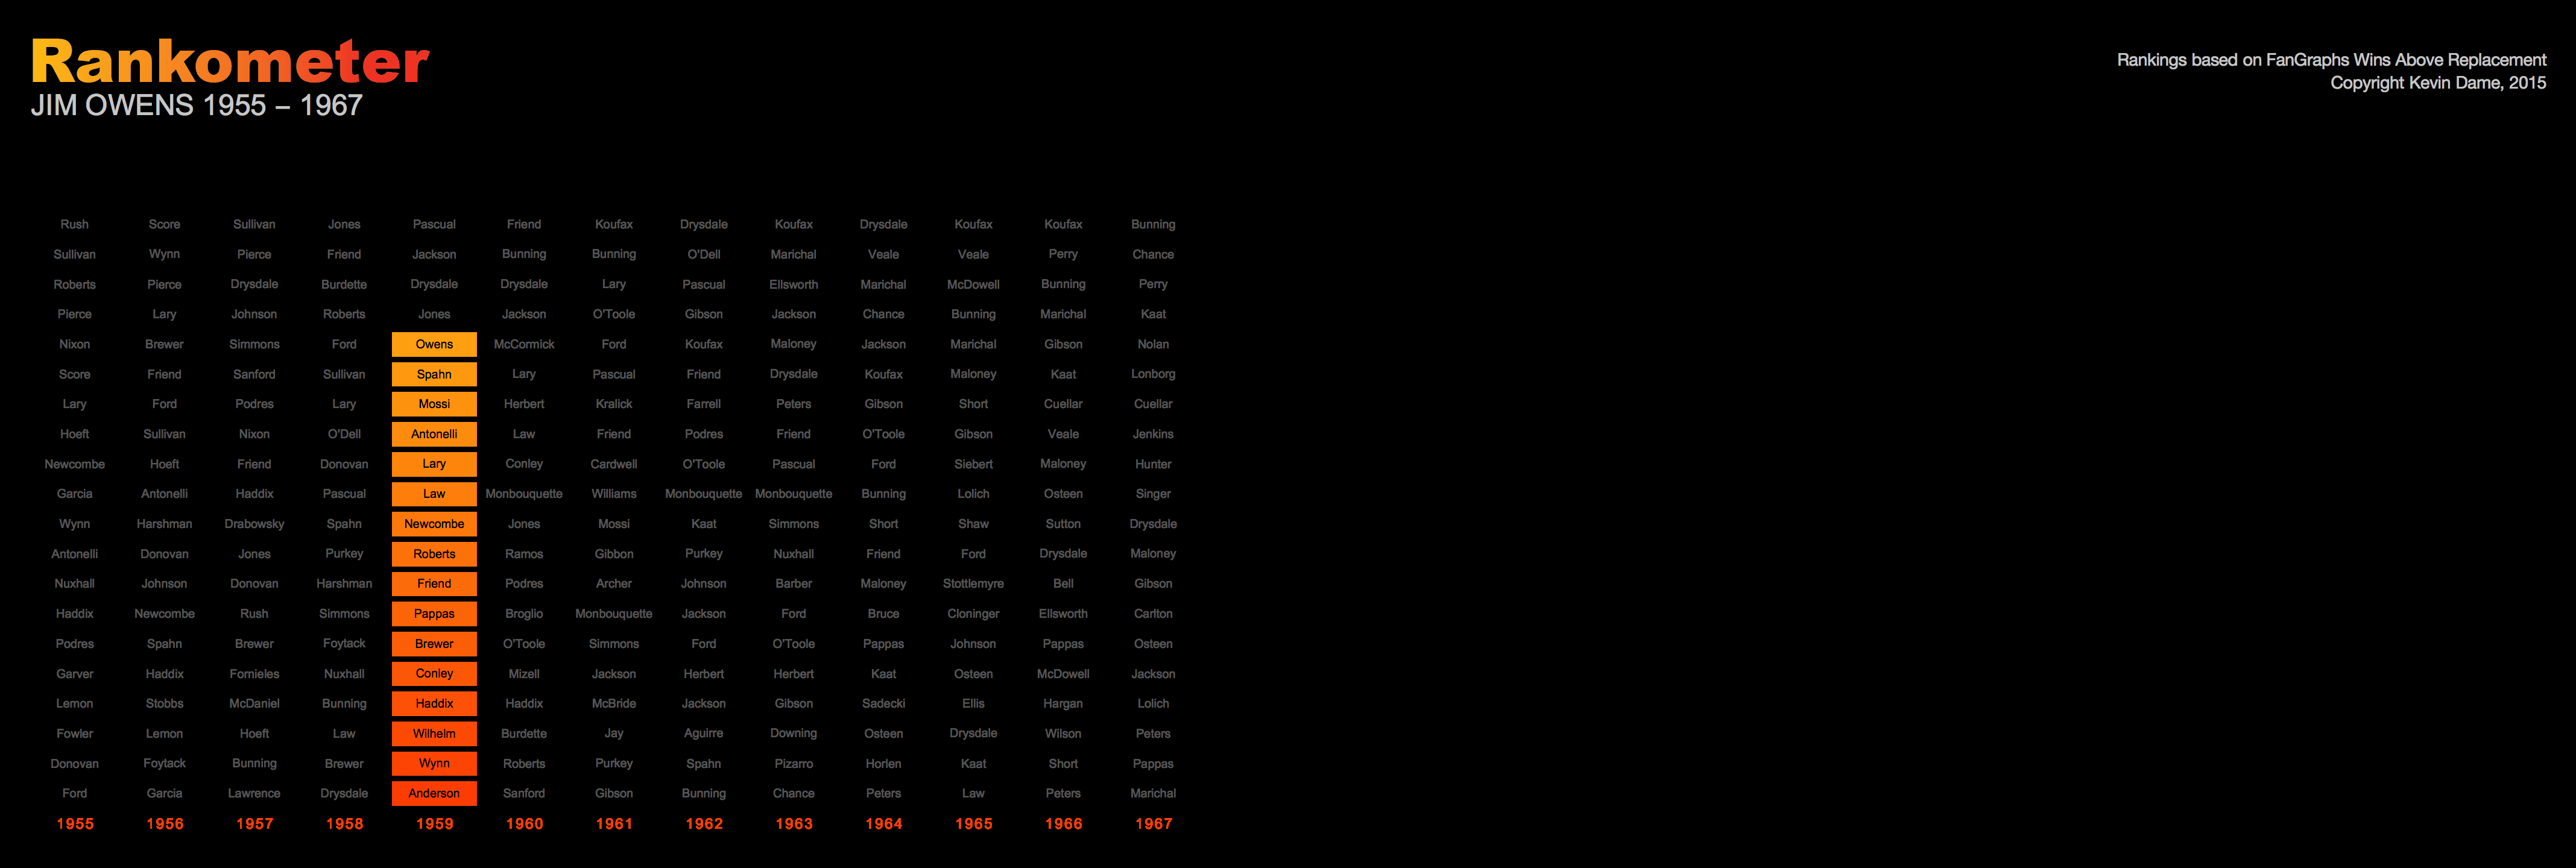 Rankometer
JIM OWENS 1955 – 1967
Rankings based on FanGraphs Wins Above Replacement
Copyright Kevin Dame, 2015
Rush Score Sullivan Jones Pascual Friend Koufax Drysdale Koufax Drysdale Koufax Koufax Bunning
Sullivan Wynn Pierce Friend Jackson Bunning Bunning O'Dell Marichal Veale Veale Perry Chance
Roberts Pierce Drysdale Burdette Drysdale Drysdale Lary Pascual Ellsworth Marichal McDowell Bunning Perry
Pierce Lary Johnson Roberts Jones Jackson O'Toole Gibson Jackson Chance Bunning Marichal Kaat
Nixon Brewer Simmons Ford Owens McCormick Ford Koufax Maloney Jackson Marichal Gibson Nolan
Score Friend Sanford Sullivan Spahn Lary Pascual Friend Drysdale Koufax Maloney Kaat Lonborg
Lary Ford Podres Lary Mossi Herbert Kralick Farrell Peters Gibson Short Cuellar Cuellar
Hoeft Sullivan Nixon O'Dell Antonelli Law Friend Podres Friend O'Toole Gibson Veale Jenkins
Newcombe Hoeft Friend Donovan Lary Conley Cardwell O'Toole Pascual Ford Siebert Maloney Hunter
Garcia Antonelli Haddix Pascual Law Monbouquette Williams Monbouquette Monbouquette Bunning Lolich Osteen Singer
Wynn Harshman Drabowsky Spahn Newcombe Jones Mossi Kaat Simmons Short Shaw Sutton Drysdale
Antonelli Donovan Jones Purkey Roberts Ramos Gibbon Purkey Nuxhall Friend Ford Drysdale Maloney
Nuxhall Johnson Donovan Harshman Friend Podres Archer Johnson Barber Maloney Stottlemyre Bell Gibson
Haddix Newcombe Rush Simmons Pappas Broglio Monbouquette Jackson Ford Bruce Cloninger Ellsworth Carlton
Podres Spahn Brewer Foytack Brewer O'Toole Simmons Ford O'Toole Pappas Johnson Pappas Osteen
Garver Haddix Fornieles Nuxhall Conley Mizell Jackson Herbert Herbert Kaat Osteen McDowell Jackson
Lemon Stobbs McDaniel Bunning Haddix Haddix McBride Jackson Gibson Sadecki Ellis Hargan Lolich
Fowler Lemon Hoeft Law Wilhelm Burdette Jay Aguirre Downing Osteen Drysdale Wilson Peters
Donovan Foytack Bunning Brewer Wynn Roberts Purkey Spahn Pizarro Horlen Kaat Short Pappas
Ford Garcia Lawrence Drysdale Anderson Sanford Gibson Bunning Chance Peters Law Peters Marichal
1955 1956 1957 1958 1959 1960 1961 1962 1963 1964 1965 1966 1967